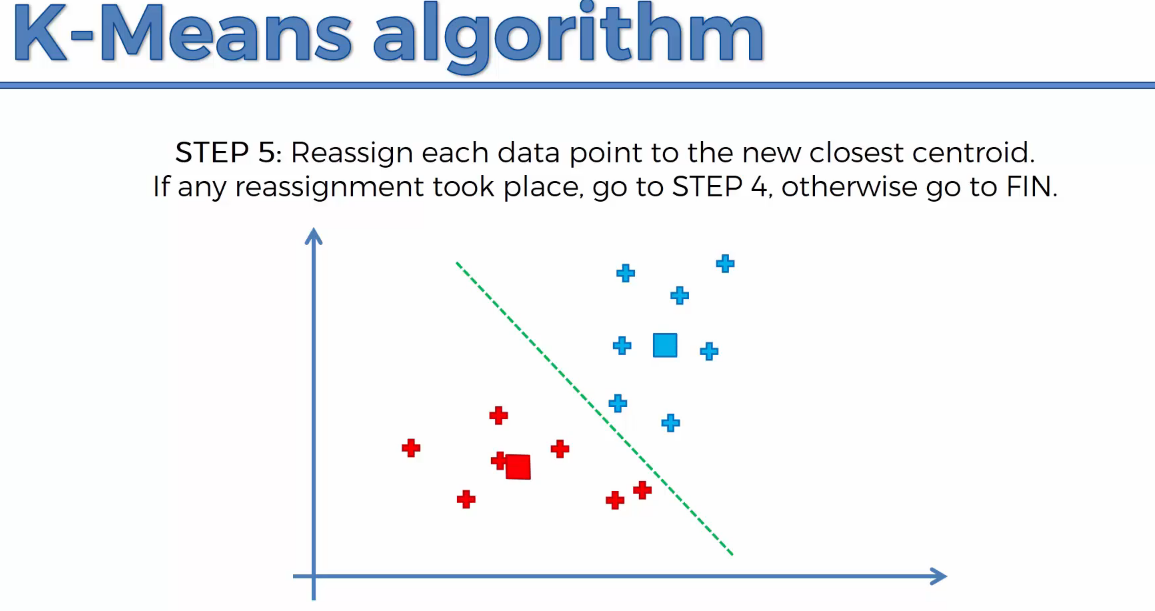 K-Means algorithm
STEP 5: Reassign each data point to the new closest centroid.
If any reassignment took place, go to STEP 4, otherwise go to FIN.